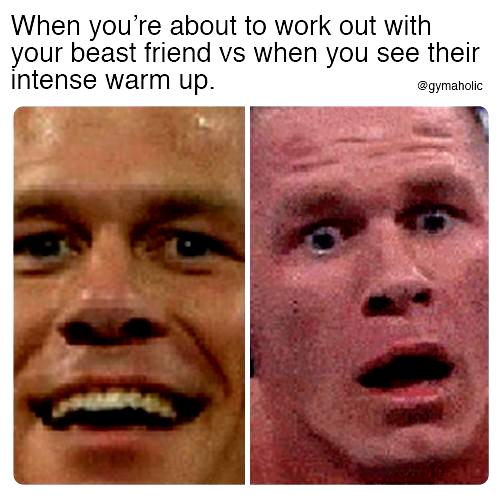 When you’re about to work out with
your beast friend vs when you see their
intense warm up.
@gymaholic